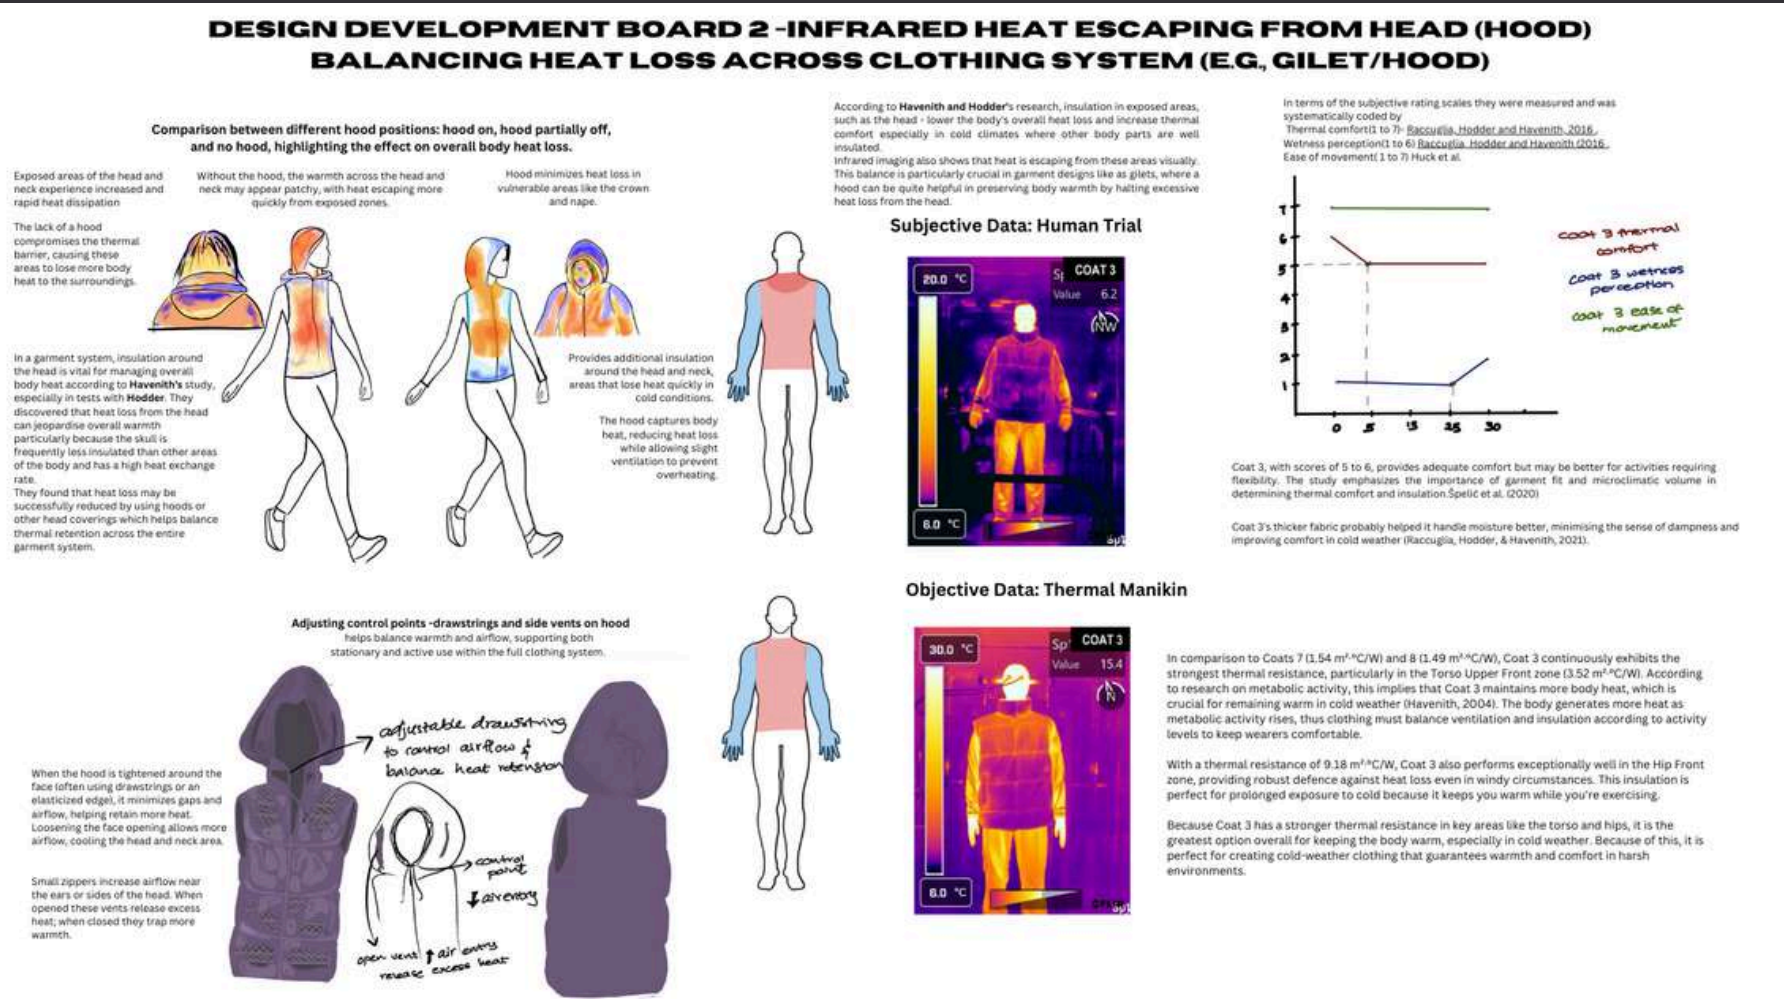 DESIGN DEVELOPMENT BOARD 2 -INFRARED HEAT ESCAPING FROM HEAD (HOOD)
BALANCING HEAT LOSS ACROSS CLOTHING SYSTEM (E.G., GILET/HOOD)
Comparison between different hood positions: hood on, hood partially off,
and no hood, highlighting the effect on overall body heat loss.
Exposed areas of the head and
neck experience increased and
rapid heat dissipation
The lack of a hood
compromises the thermal
barrier, causing these
areas to lose more body
heat to the surroundings.
Without the hood, the warmth across the head and
neck may appear patchy, with heat escaping more
quickly from exposed zones.
Hood minimizes heat loss in
vulnerable areas like the crown
and nape.
In a garment system, insulation around
the head is vital for managing overall
body heat according to Havenith's study,
especially in tests with Hodder. They
discovered that heat loss from the head
can jeopardise overall warmth
particularly because the skull is
frequently less insulated than other areas
of the body and has a high heat exchange
rate.
They found that heat loss may be
successfully reduced by using hoods or
other head coverings which helps balance
thermal retention across the entire
garment system.
Provides additional insulation
around the head and neck,
areas that lose heat quickly in
cold conditions.
The hood captures body
heat, reducing heat loss
while allowing slight
ventilation to prevent
overheating.
According to Havenith and Hodder's research, insulation in exposed areas,
such as the head - lower the body's overall heat loss and increase thermal
comfort especially in cold climates where other body parts are well
insulated.
Infrared imaging also shows that heat is escaping from these areas visually.
This balance is particularly crucial in garment designs like as gilets, where a
hood can be quite helpful in preserving body warmth by halting excessive
heat loss from the head.
Subjective Data: Human Trial
20.0 °C
COAT 3
Value 6.2
NW
6.0 °C
In terms of the subjective rating scales they were measured and was
systematically coded by
Thermal comfort(1 to 7)- Raccuglia, Hodder and Havenith, 2016 .
Wetness perception(1 to 6) Raccuglia, Hodder and Havenith (2016 .
Ease of movement( 1 to 7) Huck et al.
7
6
5
4
3
2
1
0 5 15 25 30
coat 3 thermal
comfort
coat 3 wetness
perception
coat 3 ease of
movement
Coat 3, with scores of 5 to 6, provides adequate comfort but may be better for activities requiring
flexibility. The study emphasizes the importance of garment fit and microclimatic volume in
determining thermal comfort and insulation.Špelić et al. (2020)
Coat 3's thicker fabric probably helped it handle moisture better, minimising the sense of dampness and
improving comfort in cold weather (Raccuglia, Hodder, & Havenith, 2021).
Adjusting control points -drawstrings and side vents on hood
helps balance warmth and airflow, supporting both
stationary and active use within the full clothing system.
adjustable drawstring
to control airflow &
balance heat retension
control
point
↓ air entry
open vent ↑ air entry
release excess heat
When the hood is tightened around the
face (often using drawstrings or an
elasticized edge), it minimizes gaps and
airflow, helping retain more heat.
Loosening the face opening allows more
airflow, cooling the head and neck area.
Small zippers increase airflow near
the ears or sides of the head. When
opened these vents release excess
heat; when closed they trap more
warmth.
Objective Data: Thermal Manikin
30.0 °C
COAT 3
Value 15.4
N
6.0 °C
In comparison to Coats 7 (1.54 m²·°C/W) and 8 (1.49 m²·°C/W), Coat 3 continuously exhibits the
strongest thermal resistance, particularly in the Torso Upper Front zone (3.52 m²·°C/W). According
to research on metabolic activity, this implies that Coat 3 maintains more body heat, which is
crucial for remaining warm in cold weather (Havenith, 2004). The body generates more heat as
metabolic activity rises, thus clothing must balance ventilation and insulation according to activity
levels to keep wearers comfortable.
With a thermal resistance of 9.18 m²·°C/W, Coat 3 also performs exceptionally well in the Hip Front
zone, providing robust defence against heat loss even in windy circumstances. This insulation is
perfect for prolonged exposure to cold because it keeps you warm while you're exercising.
Because Coat 3 has a stronger thermal resistance in key areas like the torso and hips, it is the
greatest option overall for keeping the body warm, especially in cold weather. Because of this, it is
perfect for creating cold-weather clothing that guarantees warmth and comfort in harsh
environments.